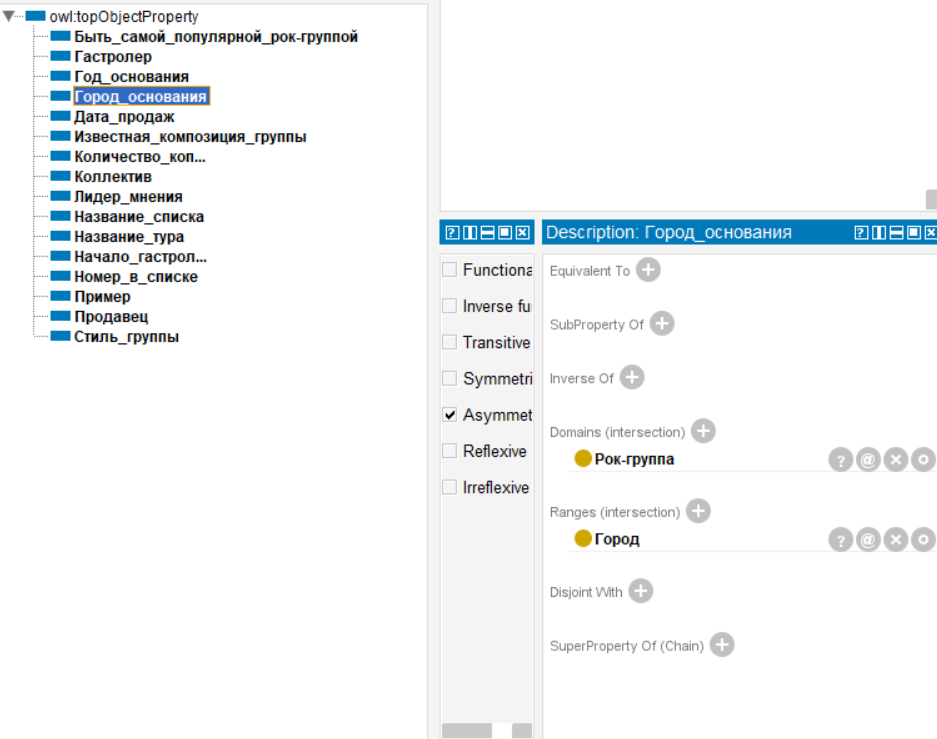 owl:topObjectProperty
Быть_самой_популярной_рок-группой
Гастролер
Год_основания
Город_основания
Дата_продаж
Известная_композиция_группы
Количество_коп...
Коллектив
Лидер_мнения
Название_списка
Название_тура
Начало_гастрол...
Номер_в_списке
Пример
Продавец
Стиль_группы
Functiona
Inverse fu
Transitive
Symmetri
Asymmet
Reflexive
Irreflexive
Description: Город_основания
Equivalent To
SubProperty Of
Inverse Of
Domains (intersection)
Рок-группа
Ranges (intersection)
Город
Disjoint With
SuperProperty Of (Chain)